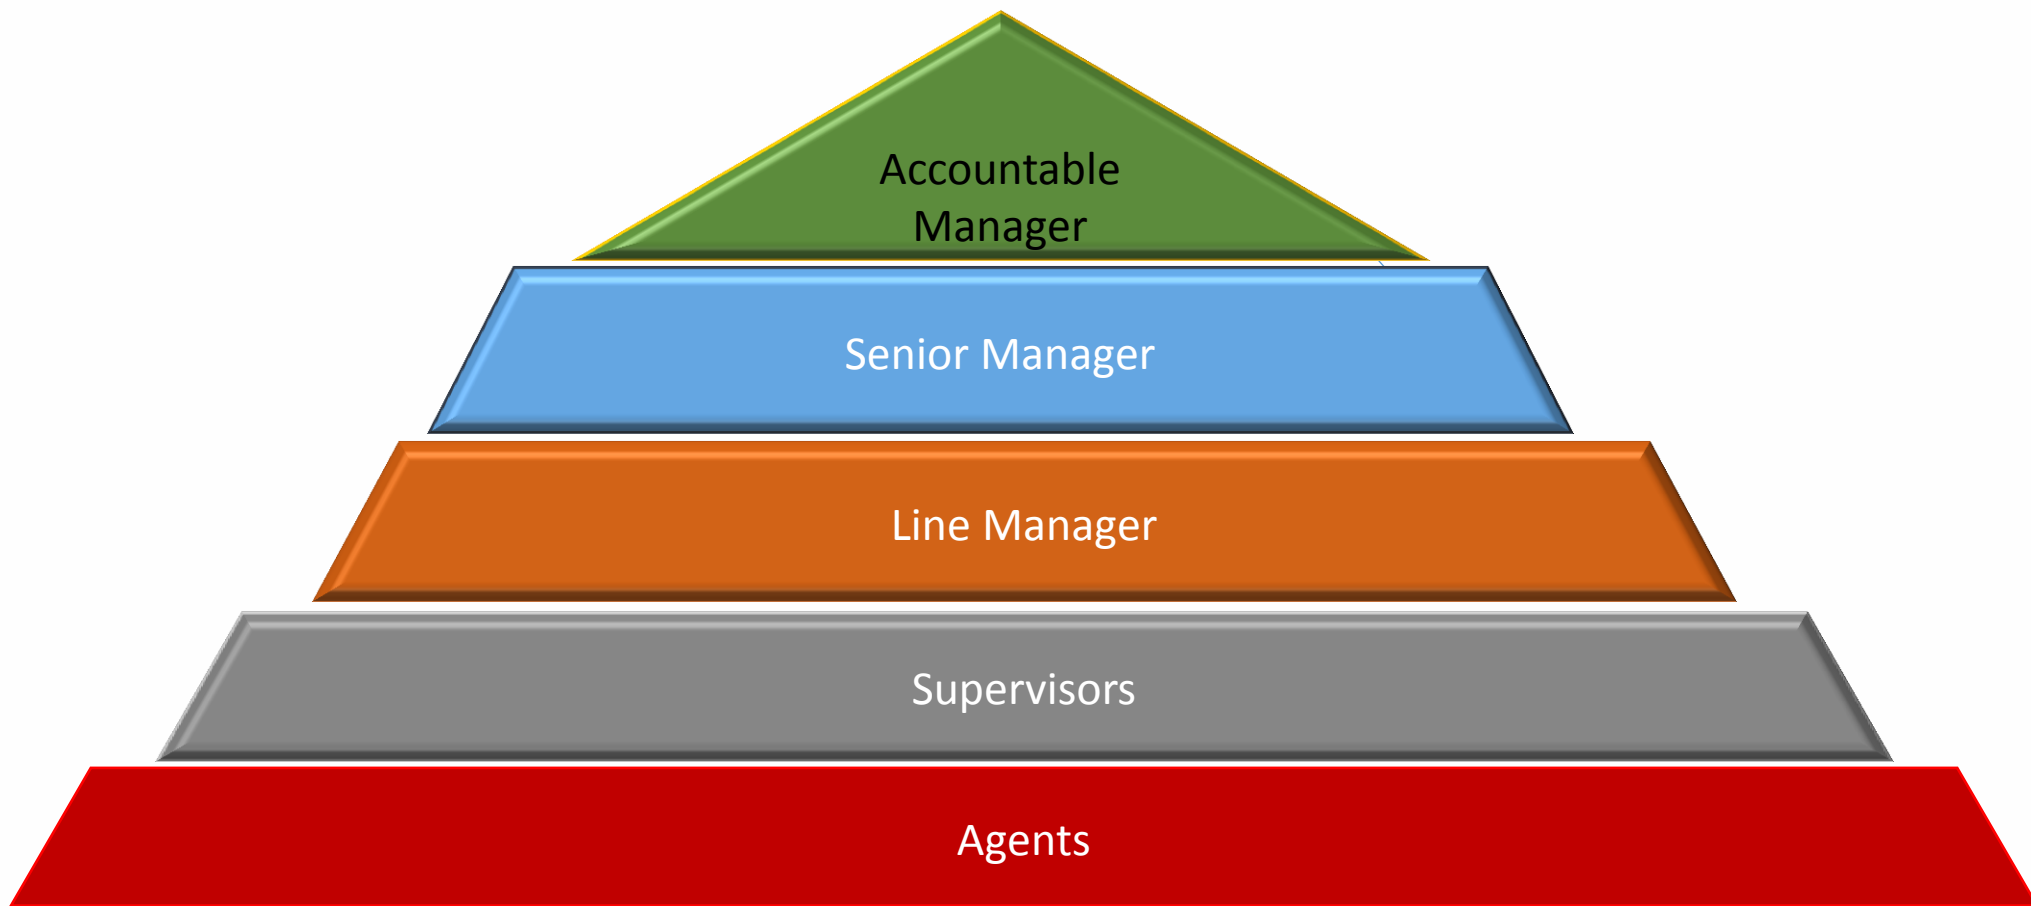 Accountable
Manager
Senior Manager
Line Manager
Supervisors
Agents